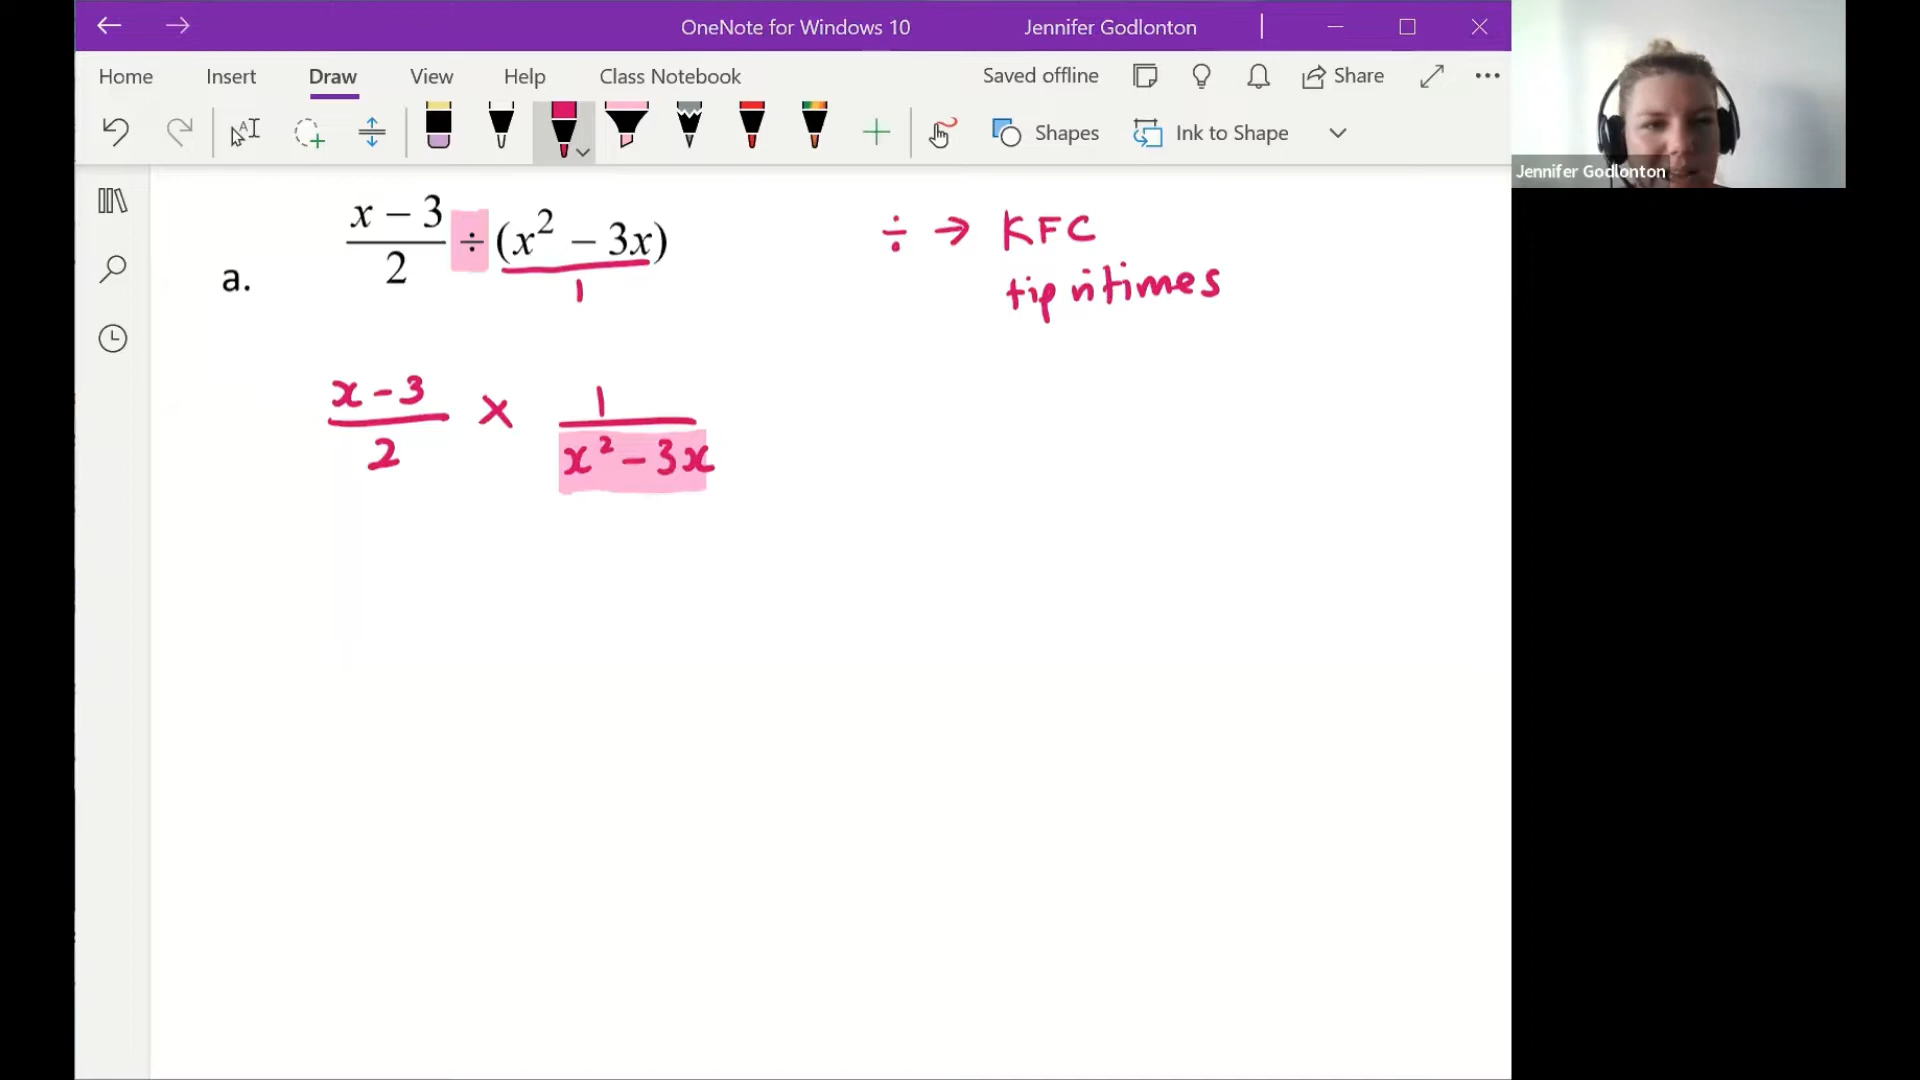 OneNote for Windows 10 Jennifer Godlonton
Home Insert Draw View Help Class Notebook Saved offline Share
Shapes Ink to Shape
Jennifer Godlonton
a. x − 3 / 2 ÷ (x² − 3x) / 1
÷ → KFC
tip n times
x − 3 / 2 × 1 / x² − 3x